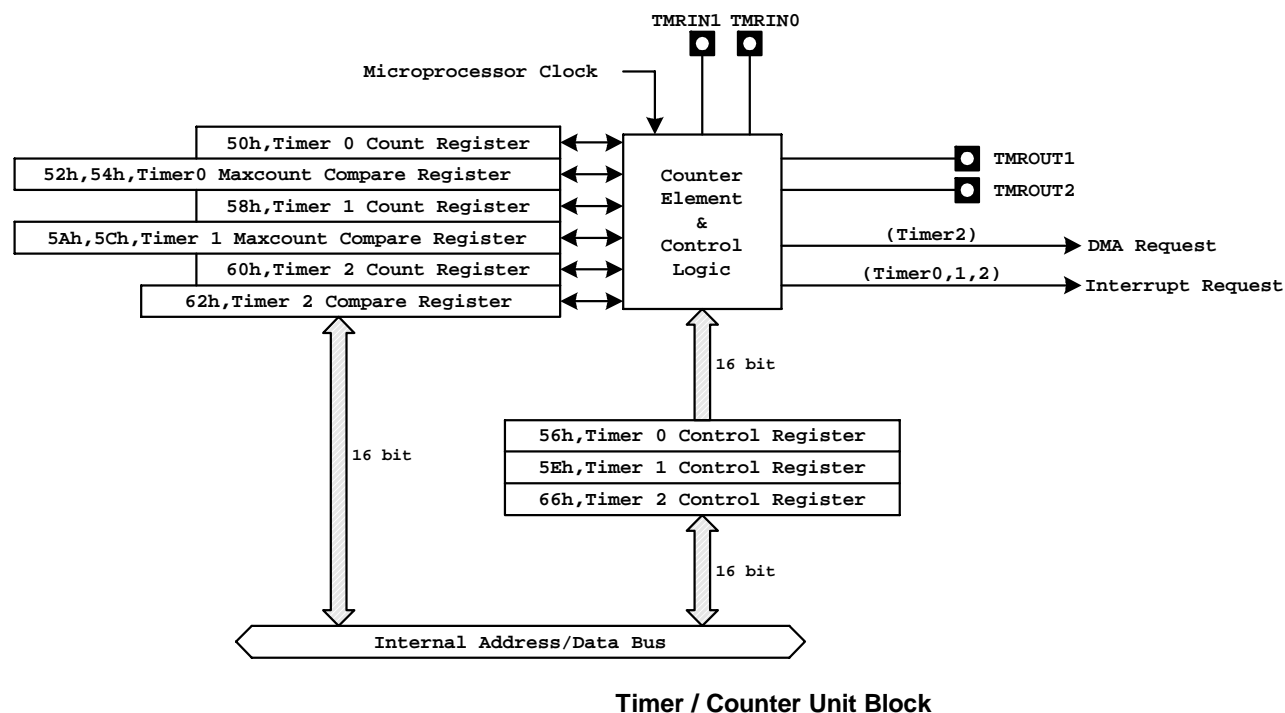 TMRIN1 TMRIN0
Microprocessor Clock
50h,Timer 0 Count Register
52h,54h,Timer0 Maxcount Compare Register
58h,Timer 1 Count Register
5Ah,5Ch,Timer 1 Maxcount Compare Register
60h,Timer 2 Count Register
62h,Timer 2 Compare Register
Counter
Element
&
Control
Logic
TMROUT1
TMROUT2
(Timer2)
DMA Request
(Timer0,1,2)
Interrupt Request
16 bit
56h,Timer 0 Control Register
5Eh,Timer 1 Control Register
66h,Timer 2 Control Register
16 bit
16 bit
Internal Address/Data Bus
Timer / Counter Unit Block